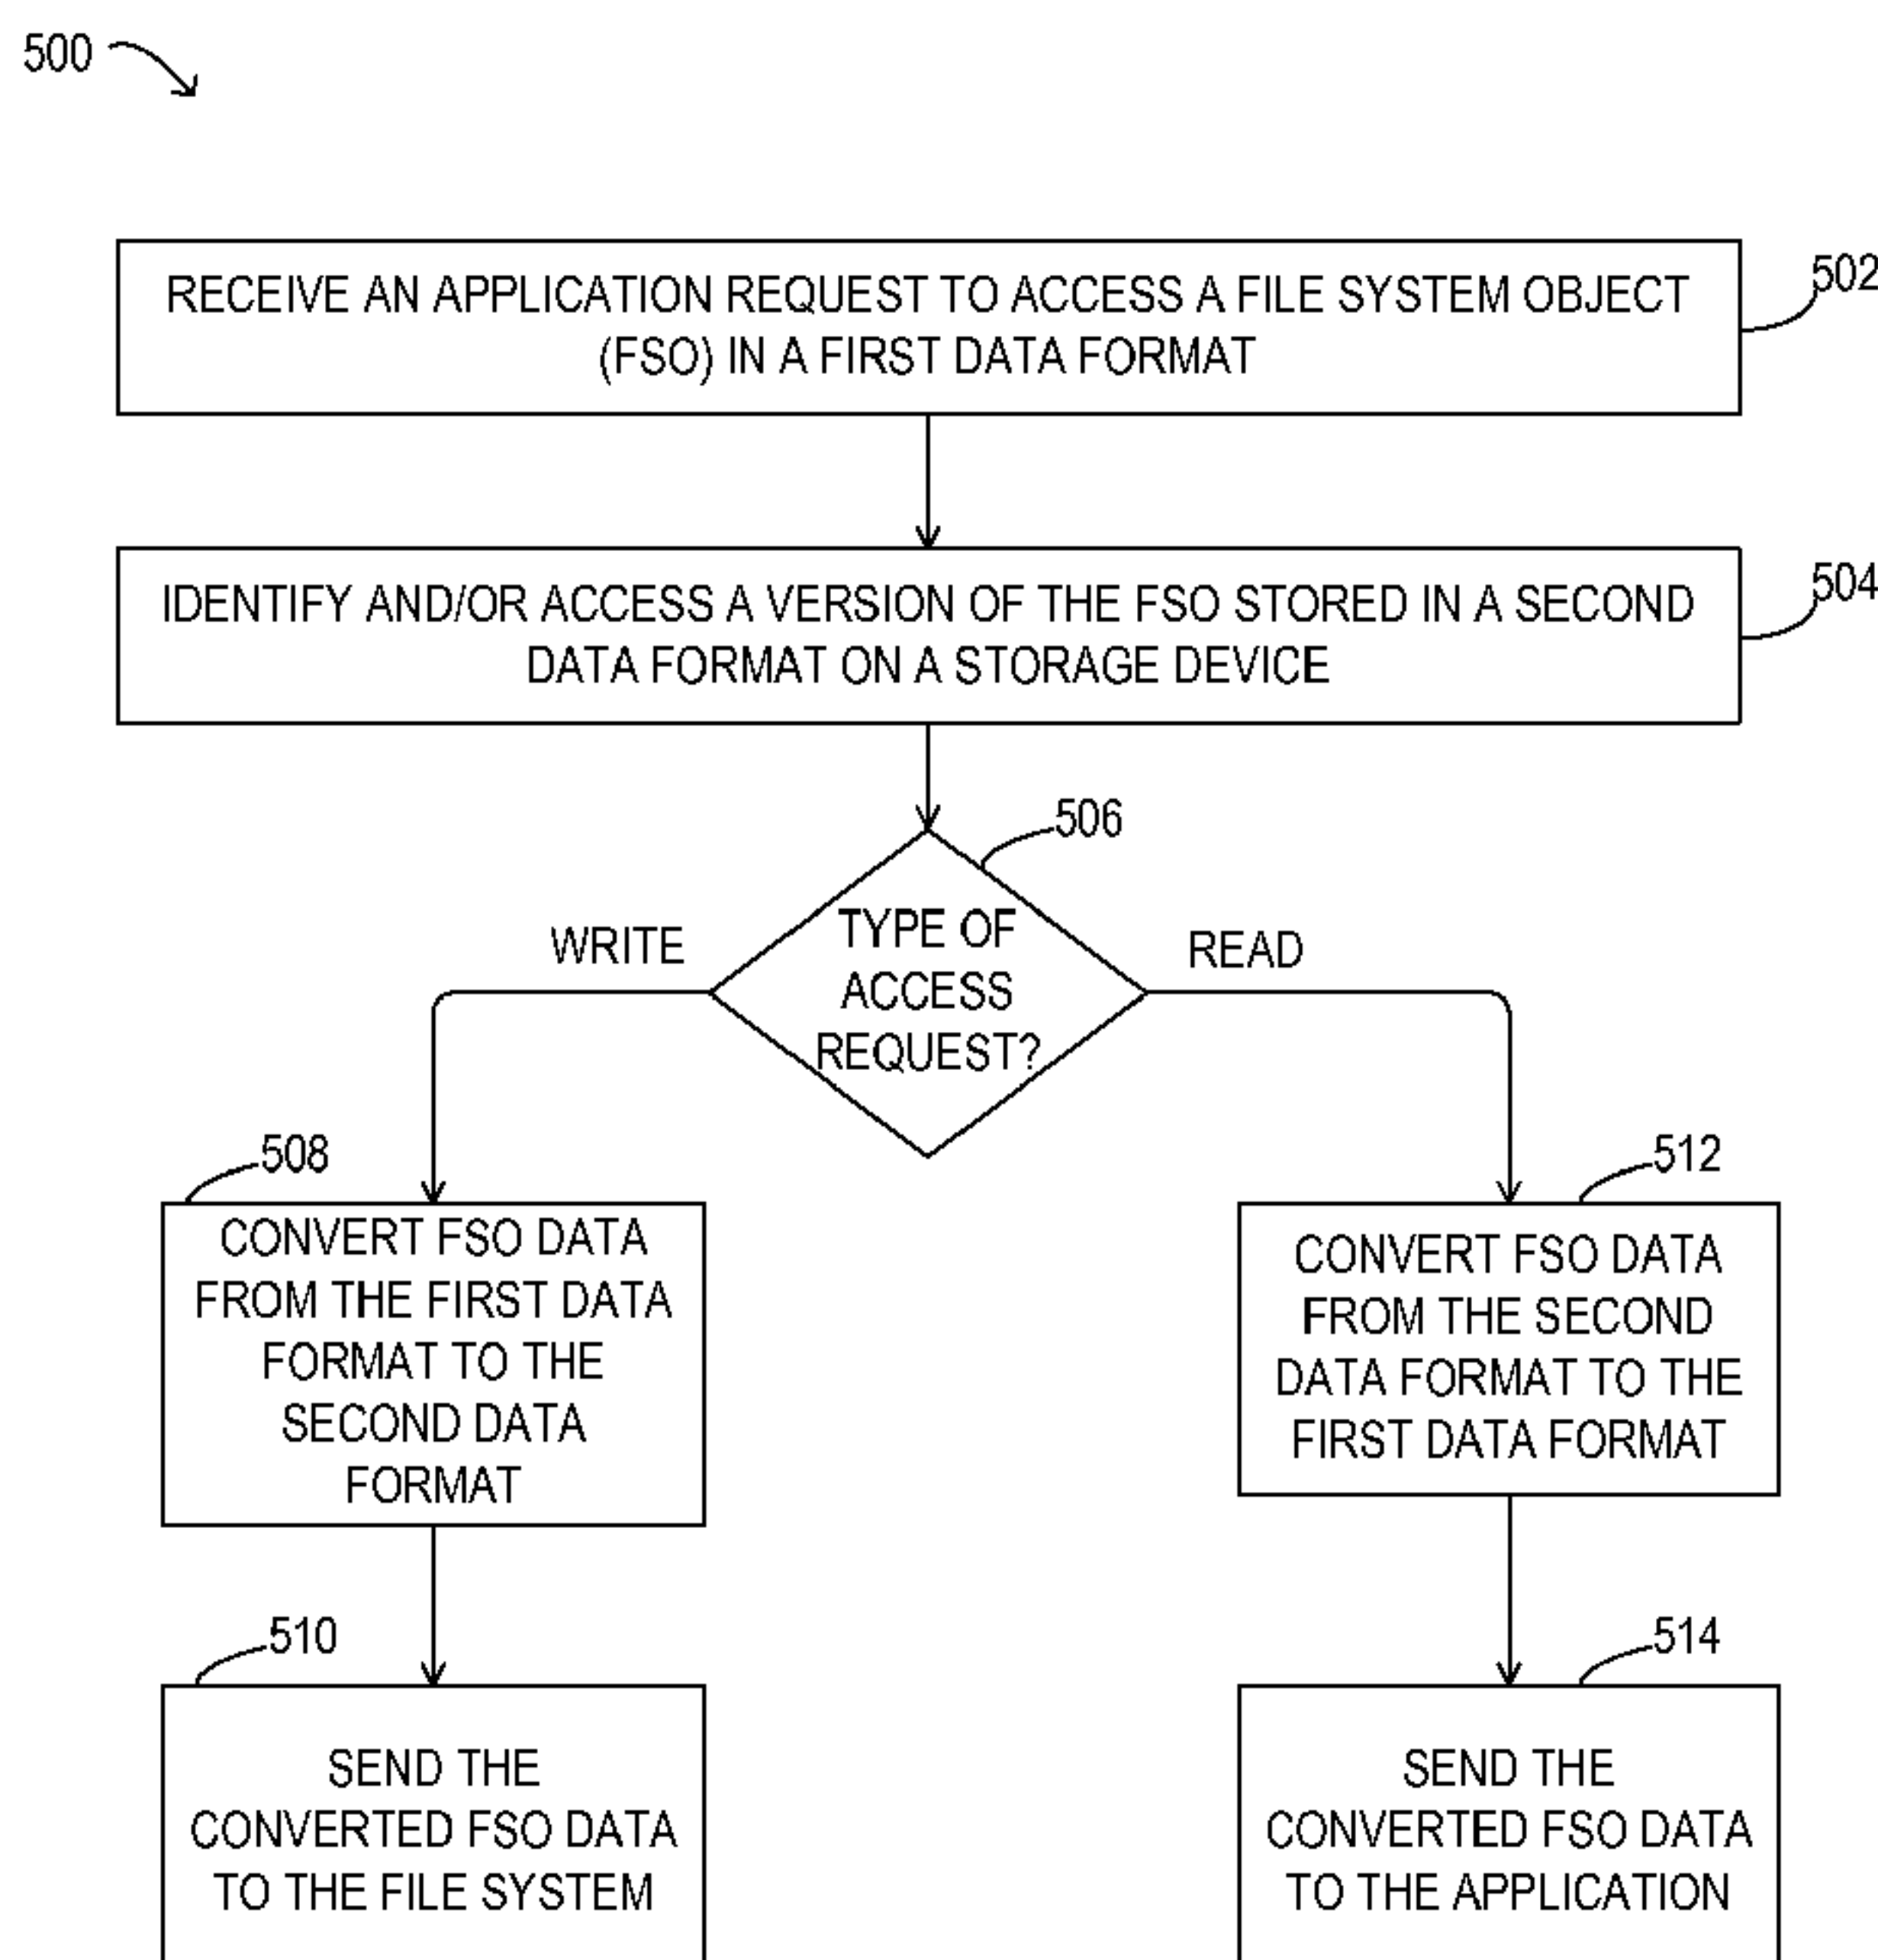 500
RECEIVE AN APPLICATION REQUEST TO ACCESS A FILE SYSTEM OBJECT
(FSO) IN A FIRST DATA FORMAT
502
IDENTIFY AND/OR ACCESS A VERSION OF THE FSO STORED IN A SECOND
DATA FORMAT ON A STORAGE DEVICE
504
506
TYPE OF
ACCESS
REQUEST?
WRITE
READ
508
CONVERT FSO DATA
FROM THE FIRST DATA
FORMAT TO THE
SECOND DATA
FORMAT
512
CONVERT FSO DATA
FROM THE SECOND
DATA FORMAT TO THE
FIRST DATA FORMAT
510
SEND THE
CONVERTED FSO DATA
TO THE FILE SYSTEM
514
SEND THE
CONVERTED FSO DATA
TO THE APPLICATION